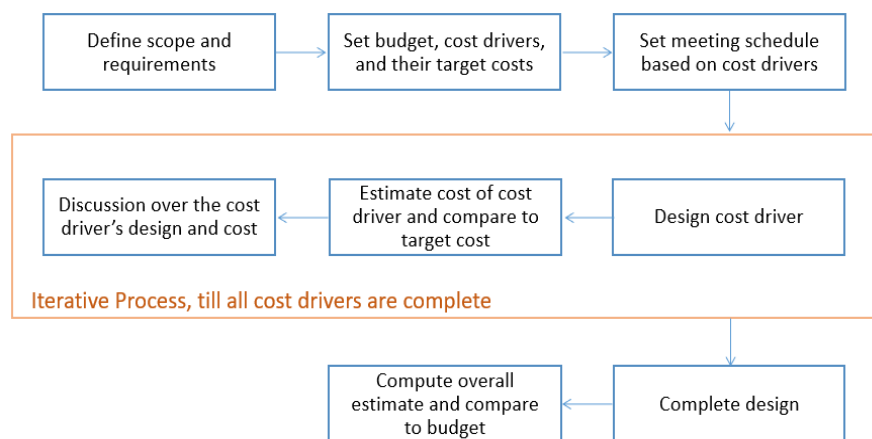 Define scope and
requirements
Set budget, cost drivers,
and their target costs
Set meeting schedule
based on cost drivers
Discussion over the cost
driver’s design and cost
Estimate cost of cost
driver and compare to
target cost
Design cost driver
Iterative Process, till all cost drivers are complete
Compute overall
estimate and compare
to budget
Complete design